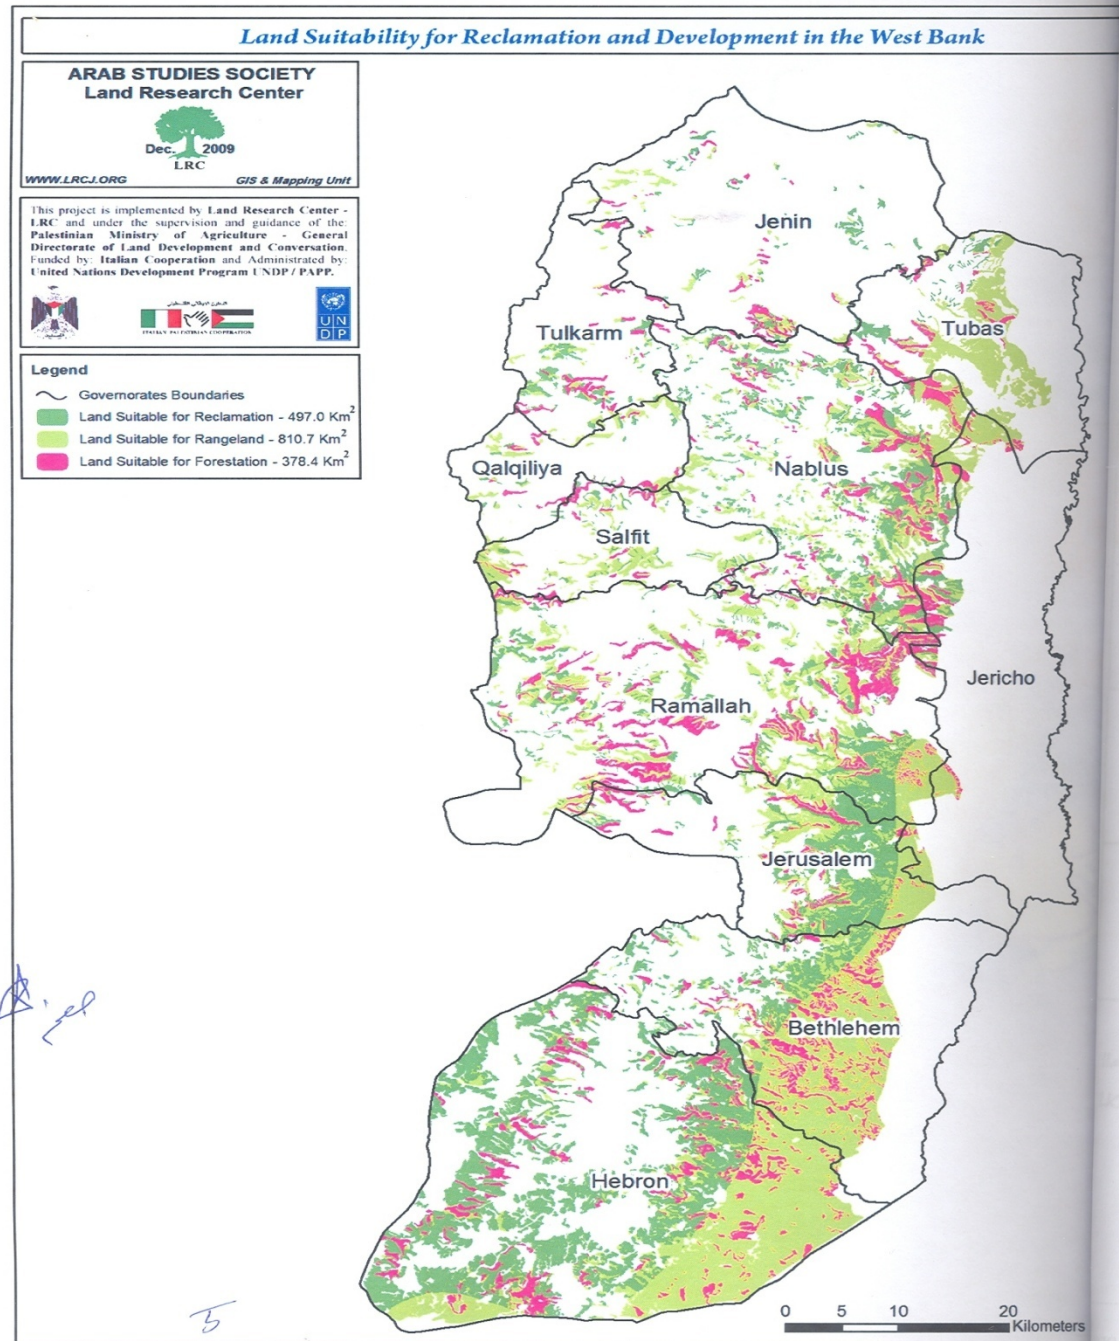 Land Suitability for Reclamation and Development in the West Bank
ARAB STUDIES SOCIETY
Land Research Center
Dec. 2009
LRC
WWW.LRCJ.ORG GIS & Mapping Unit
This project is implemented by Land Research Center -
LRC and under the supervision and guidance of the:
Palestinian Ministry of Agriculture - General
Directorate of Land Development and Conversation.
Funded by: Italian Cooperation and Administrated by:
United Nations Development Program UNDP / PAPP.
ITALIAN PALESTINIAN COOPERATION
U N
D P
Legend
Governorates Boundaries
Land Suitable for Reclamation - 497.0 Km²
Land Suitable for Rangeland - 810.7 Km²
Land Suitable for Forestation - 378.4 Km²
Jenin
Tulkarm
Tubas
Qalqiliya
Nablus
Salfit
Ramallah
Jericho
Jerusalem
Bethlehem
Hebron
0 5 10 20
Kilometers
5